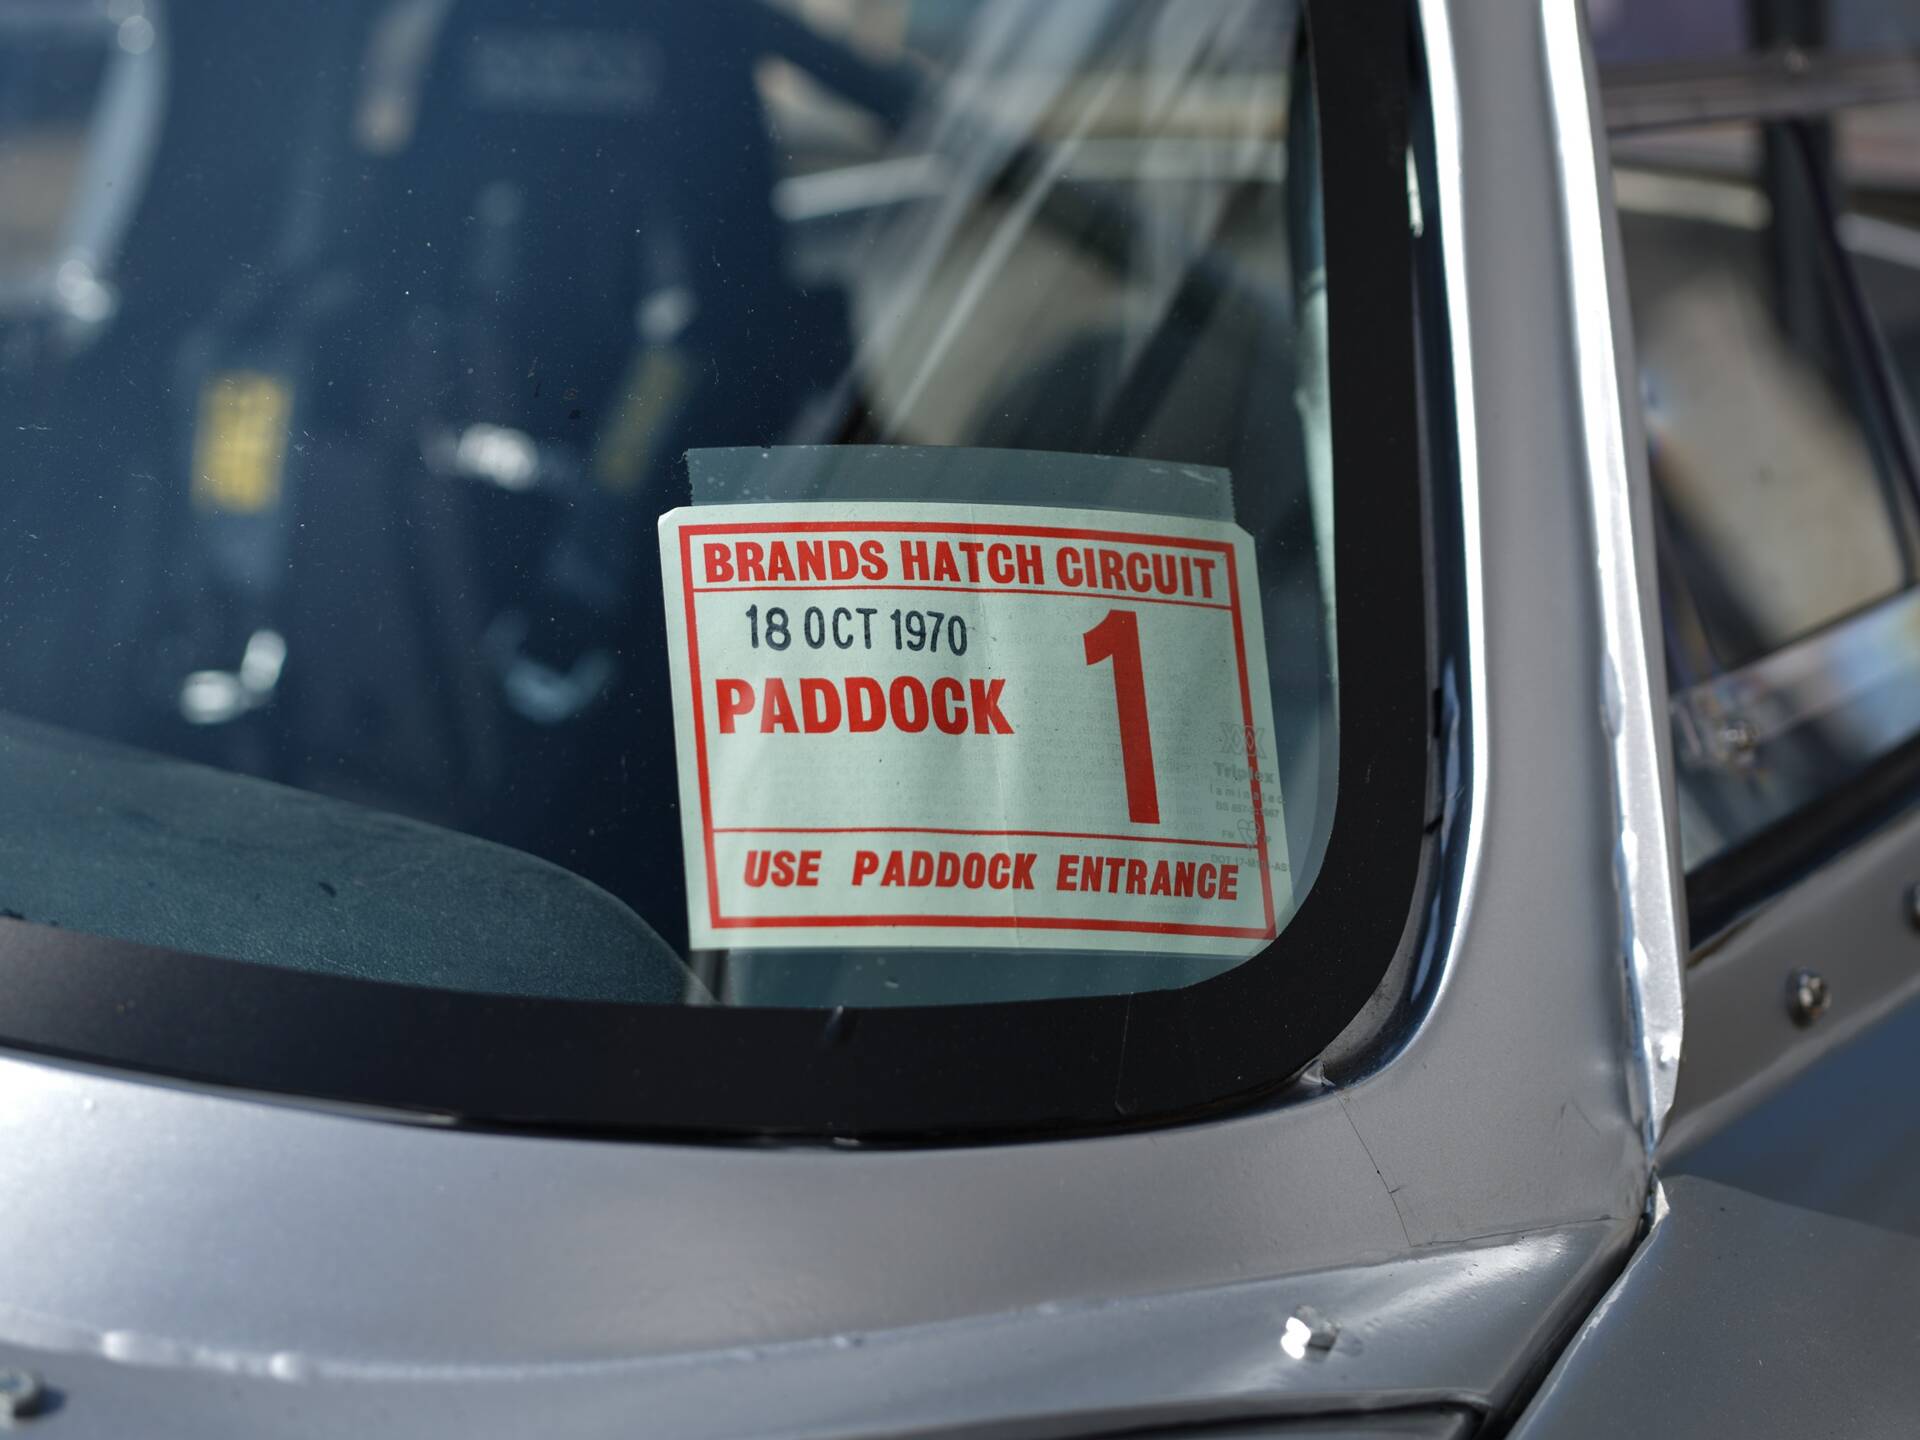 BRANDS HATCH CIRCUIT
18 OCT 1970
PADDOCK
1
Triplex
USE PADDOCK ENTRANCE